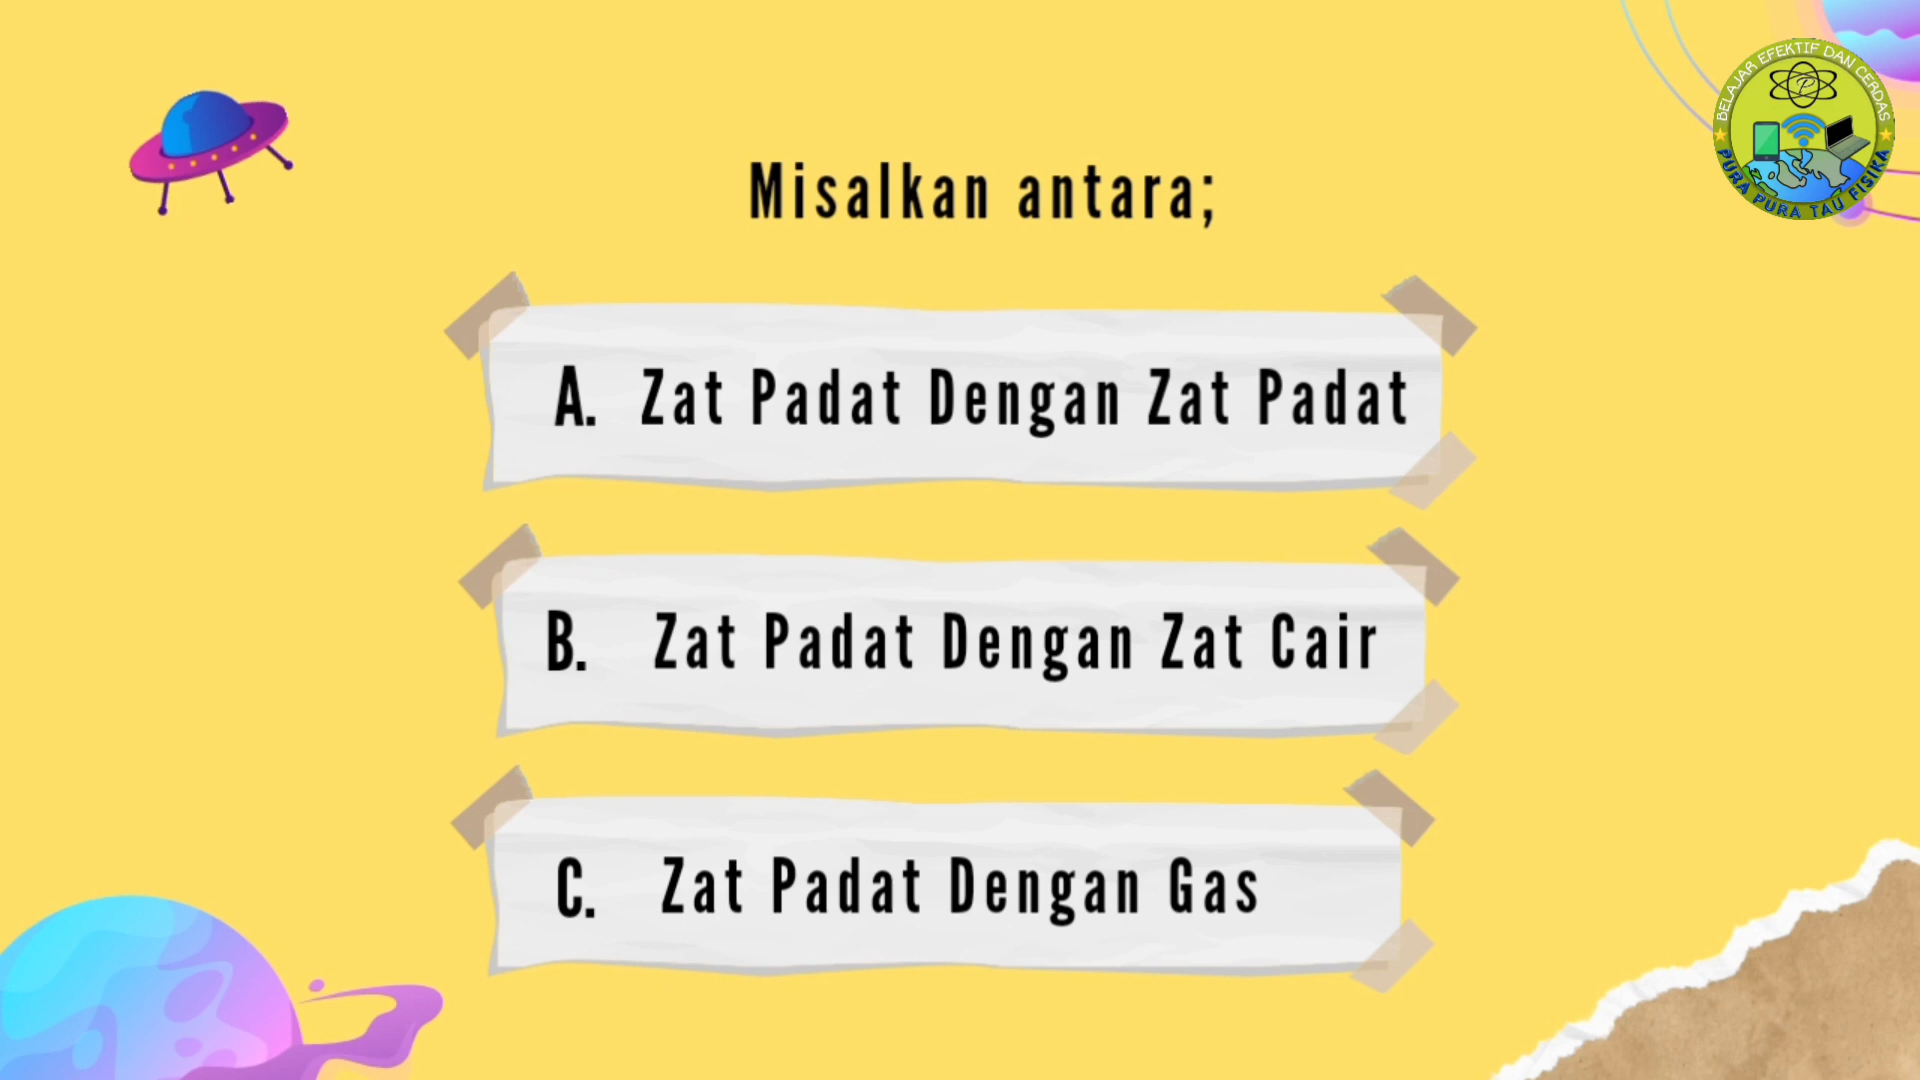 BELAJAR EFEKTIF DAN CERDAS
PURA PURA TAU FISIKA
Misalkan antara;
A. Zat Padat Dengan Zat Padat
B. Zat Padat Dengan Zat Cair
C. Zat Padat Dengan Gas